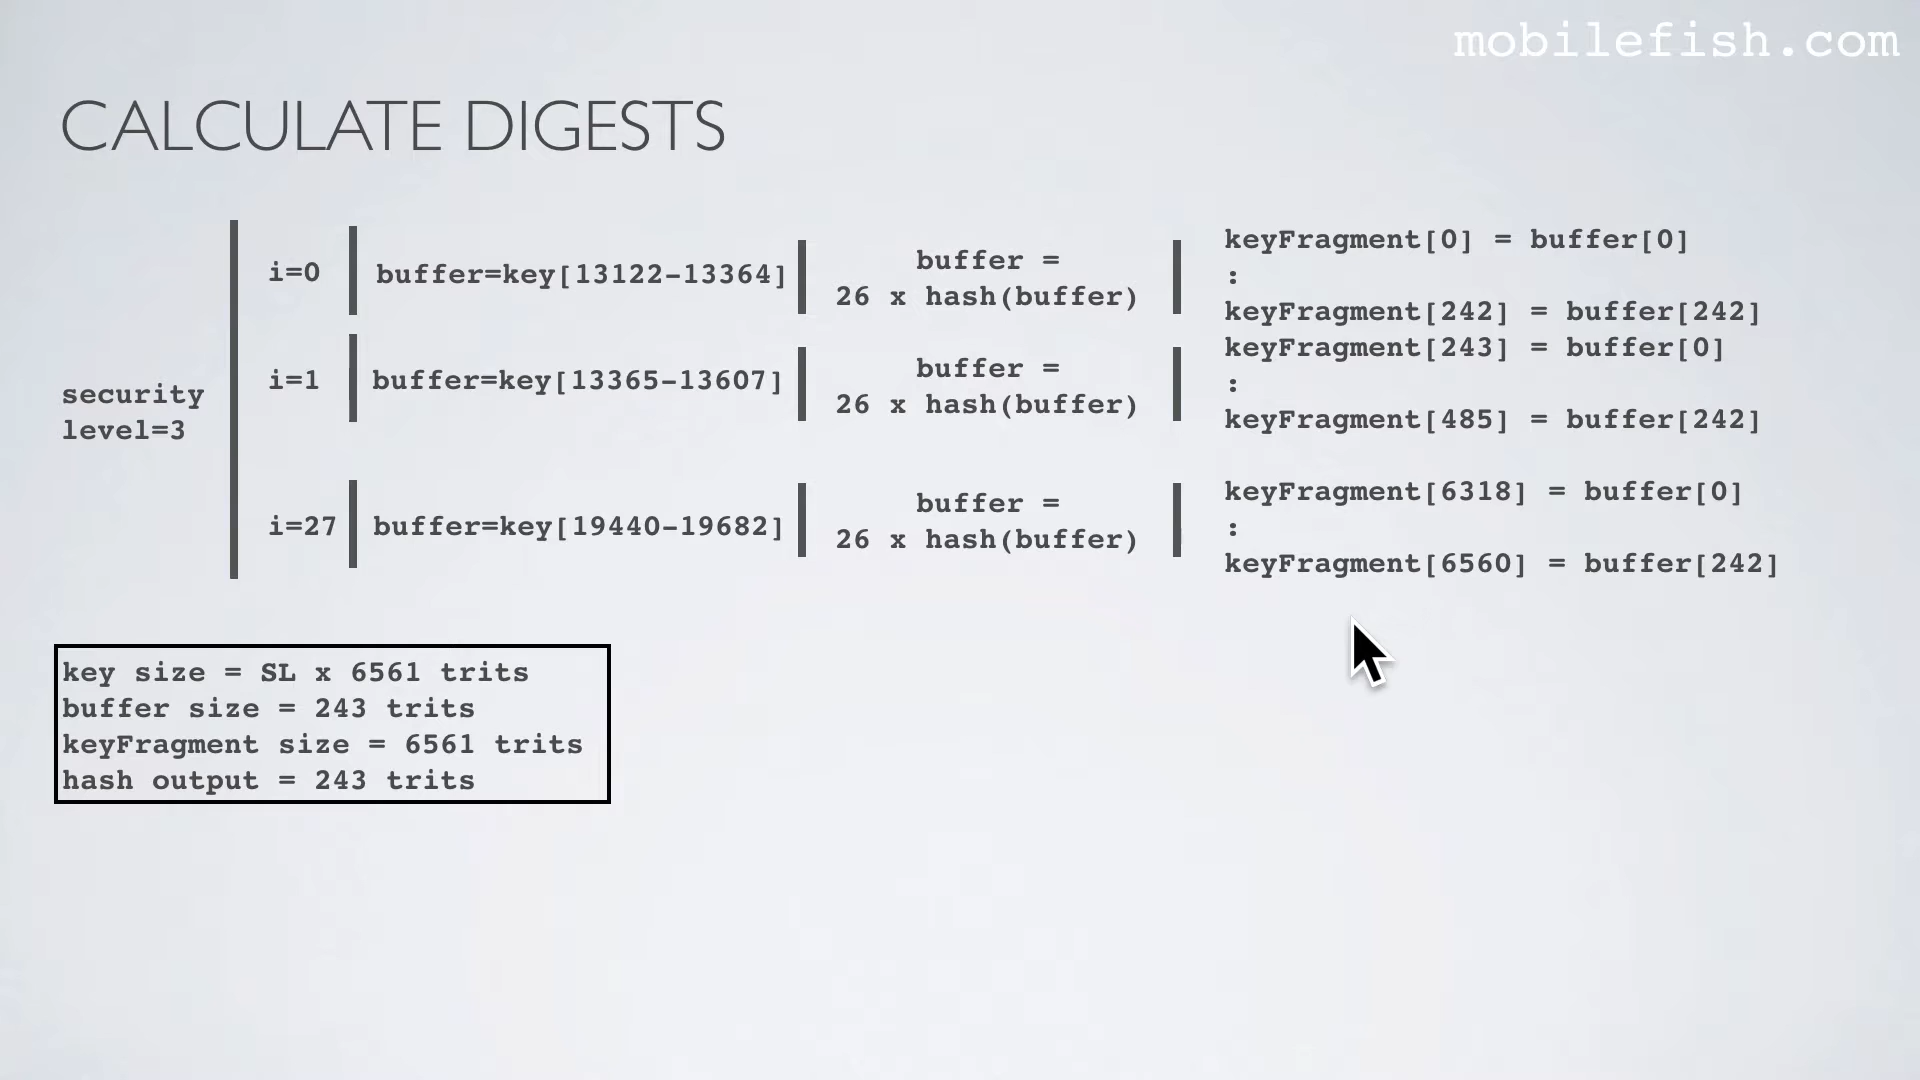 mobilefish.com
CALCULATE DIGESTS
security
level=3
i=0
buffer=key[13122-13364]
buffer =
26 x hash(buffer)
keyFragment[0] = buffer[0]
:
keyFragment[242] = buffer[242]
i=1
buffer=key[13365-13607]
buffer =
26 x hash(buffer)
keyFragment[243] = buffer[0]
:
keyFragment[485] = buffer[242]
i=27
buffer=key[19440-19682]
buffer =
26 x hash(buffer)
keyFragment[6318] = buffer[0]
:
keyFragment[6560] = buffer[242]
key size = SL x 6561 trits
buffer size = 243 trits
keyFragment size = 6561 trits
hash output = 243 trits